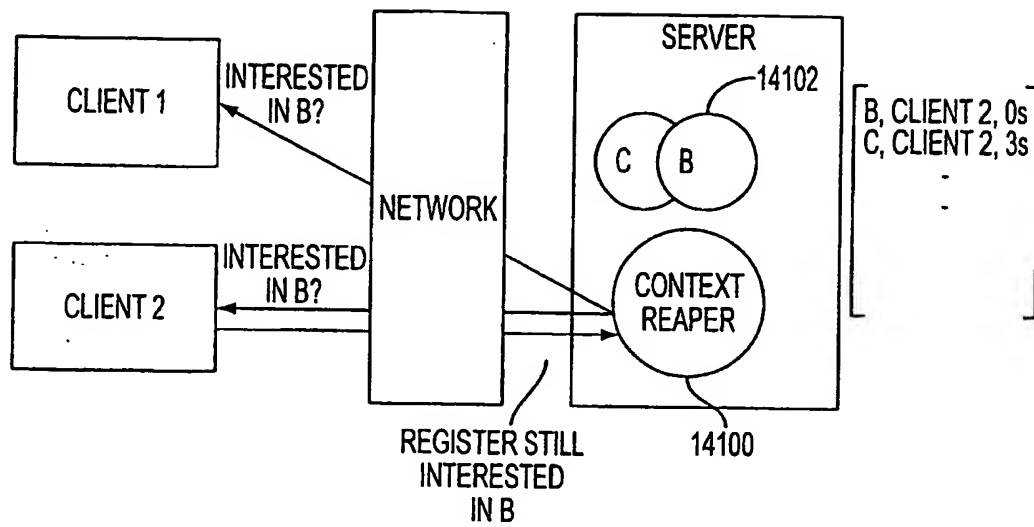 CLIENT 1
INTERESTED
IN B?
NETWORK
SERVER
14102
C
B
B, CLIENT 2, 0s
C, CLIENT 2, 3s
CLIENT 2
INTERESTED
IN B?
CONTEXT
REAPER
REGISTER STILL
INTERESTED
IN B
14100